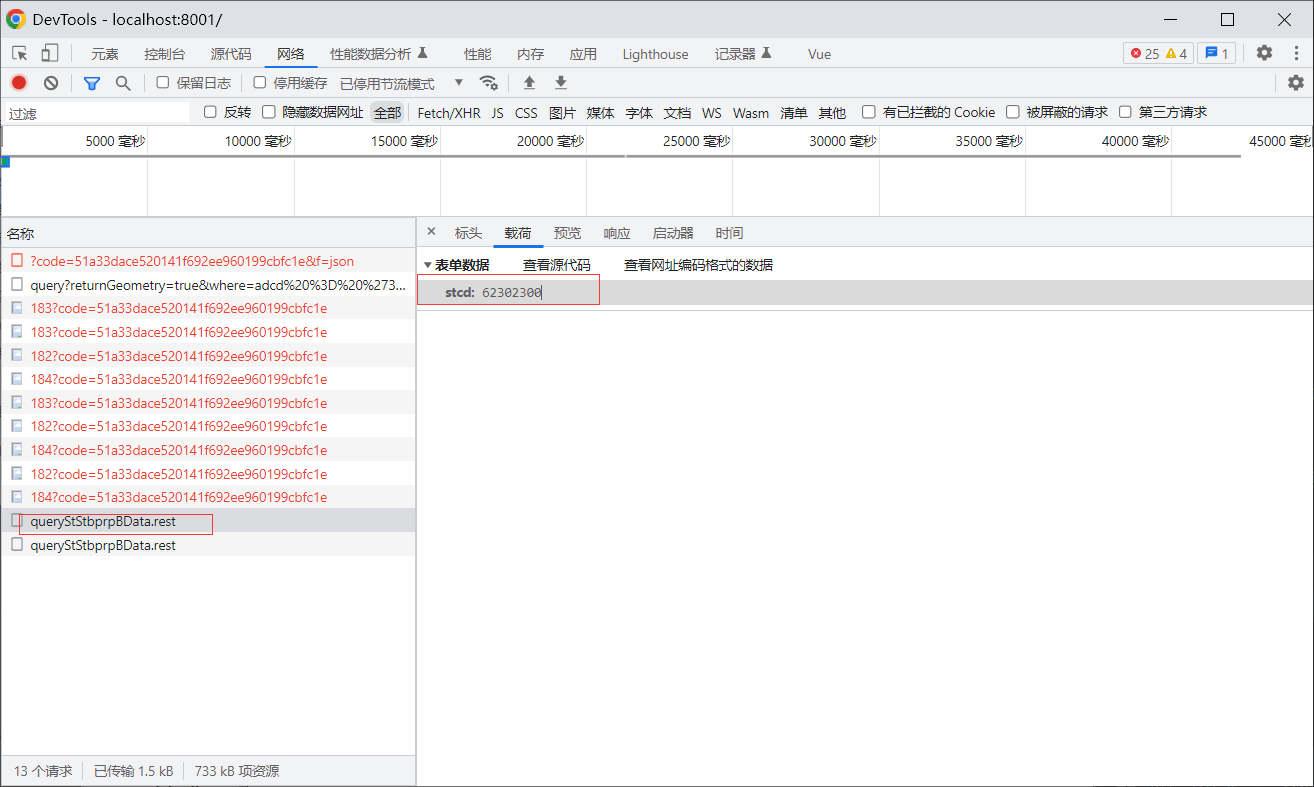 DevTools - localhost:8001/
元素 控制台 源代码 网络 性能数据分析 性能 内存 应用 Lighthouse 记录器 Vue 25 4 1
保留日志 停用缓存 已停用节流模式
过滤 反转 隐藏数据网址 全部 Fetch/XHR JS CSS 图片 媒体 字体 文档 WS Wasm 清单 其他 有已拦截的 Cookie 被屏蔽的请求 第三方请求
5000 毫秒 10000 毫秒 15000 毫秒 20000 毫秒 25000 毫秒 30000 毫秒 35000 毫秒 40000 毫秒 45000 毫秒
名称
?code=51a33dace520141f692ee960199cbfc1e&f=json
query?returnGeometry=true&where=adcd%20%3D%20%273...
183?code=51a33dace520141f692ee960199cbfc1e
183?code=51a33dace520141f692ee960199cbfc1e
182?code=51a33dace520141f692ee960199cbfc1e
184?code=51a33dace520141f692ee960199cbfc1e
183?code=51a33dace520141f692ee960199cbfc1e
182?code=51a33dace520141f692ee960199cbfc1e
184?code=51a33dace520141f692ee960199cbfc1e
182?code=51a33dace520141f692ee960199cbfc1e
184?code=51a33dace520141f692ee960199cbfc1e
queryStStbprpBData.rest
queryStStbprpBData.rest
标头 载荷 预览 响应 启动器 时间
表单数据 查看源代码 查看网址编码格式的数据
stcd: 62302300
13 个请求 已传输 1.5 kB 733 kB 项资源